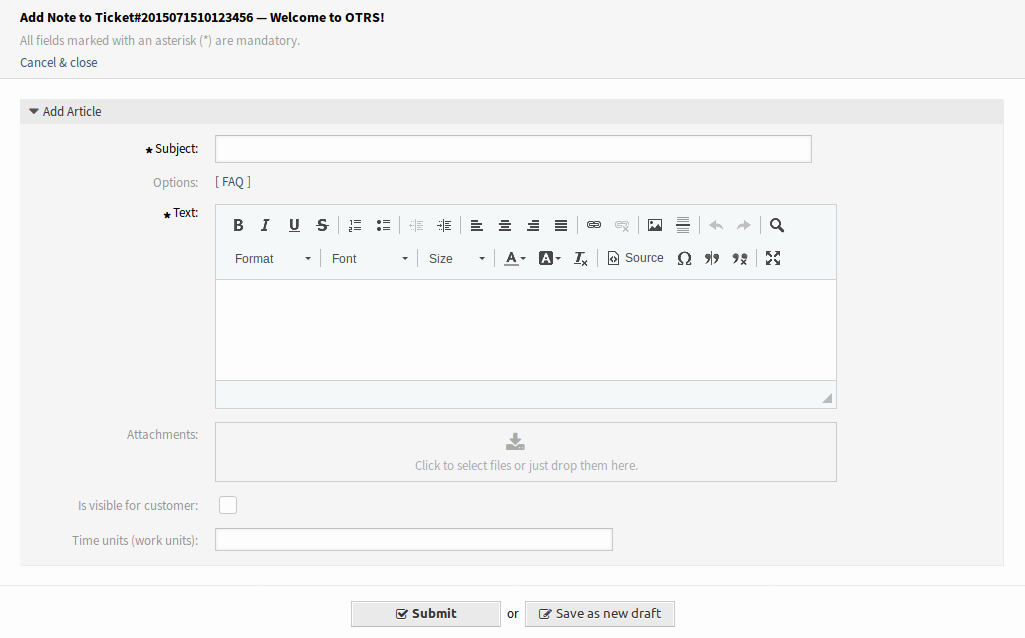 Add Note to Ticket#2015071510123456 — Welcome to OTRS!
All fields marked with an asterisk (*) are mandatory.
Cancel & close
Add Article
★ Subject:
Options: [ FAQ ]
★ Text:
B I U S
Format Font Size A A Tx Source Ω
Attachments:
Click to select files or just drop them here.
Is visible for customer:
Time units (work units):
Submit or Save as new draft